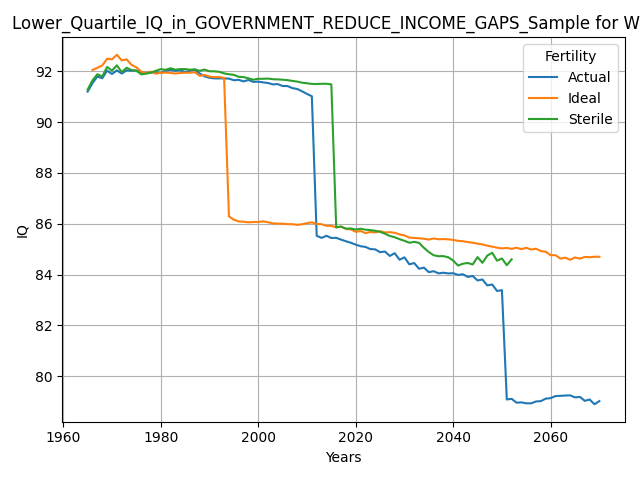 Lower_Quartile_IQ_in_GOVERNMENT_REDUCE_INCOME_GAPS_Sample for W
Fertility
Actual
Ideal
Sterile
92
90
88
86
84
82
80
IQ
1960 1980 2000 2020 2040 2060
Years